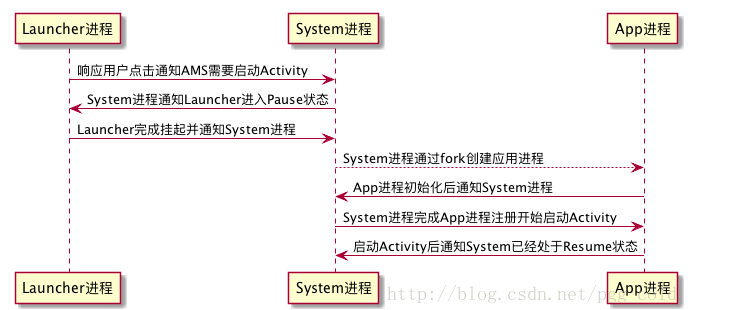 Launcher进程 System进程 App进程
响应用户点击通知AMS需要启动Activity
System进程通知Launcher进入Pause状态
Launcher完成挂起并通知System进程
System进程通过fork创建应用进程
App进程初始化后通知System进程
System进程完成App进程注册开始启动Activity
启动Activity后通知System已经处于Resume状态
Launcher进程 System进程 App进程
http://blog.csdn.net/pgg_cold